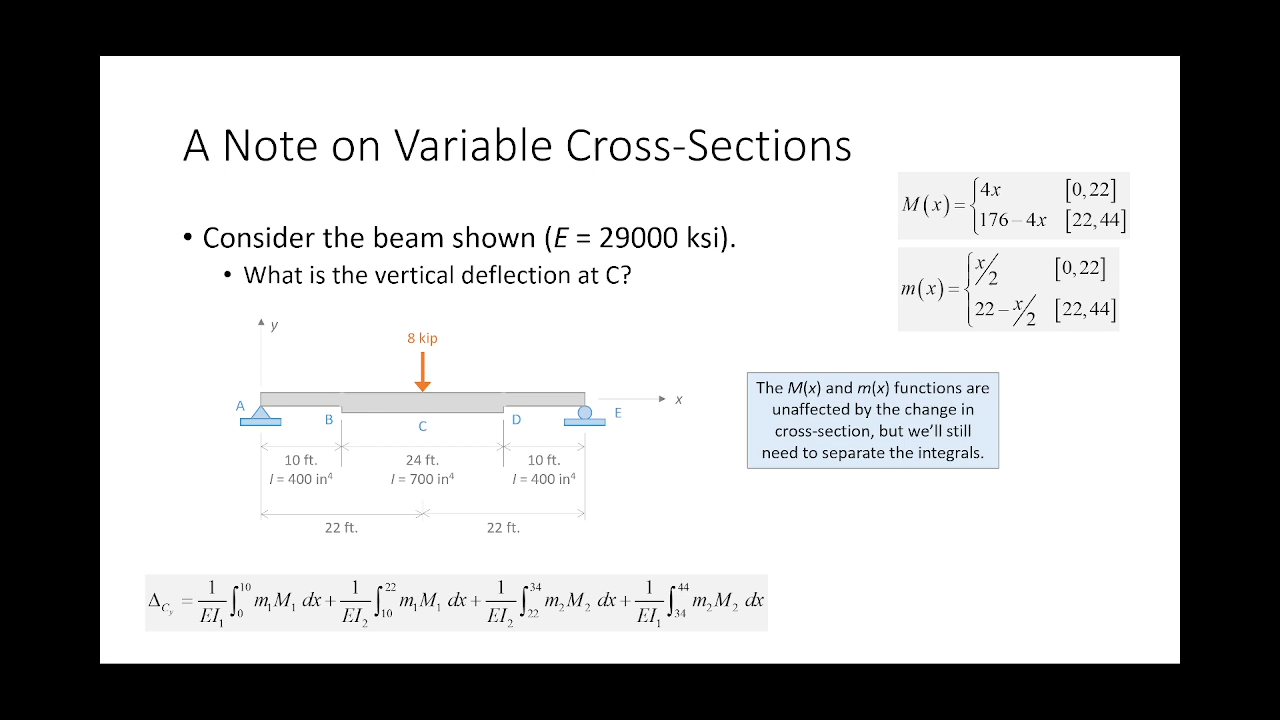 A Note on Variable Cross-Sections
• Consider the beam shown (E = 29000 ksi).
• What is the vertical deflection at C?
M(x) = { 4x [0,22]
176 − 4x [22,44]
m(x) = { x/2 [0,22]
22 − x/2 [22,44]
y
8 kip
x
A
B
C
D
E
10 ft.
24 ft.
10 ft.
I = 400 in⁴
I = 700 in⁴
I = 400 in⁴
22 ft.
22 ft.
The M(x) and m(x) functions are
unaffected by the change in
cross-section, but we'll still
need to separate the integrals.
Δ_{C_y} = 1/EI₁ ∫₀¹⁰ m₁M₁ dx + 1/EI₂ ∫₁₀²² m₁M₁ dx + 1/EI₂ ∫₂₂³⁴ m₂M₂ dx + 1/EI₁ ∫₃₄⁴⁴ m₂M₂ dx